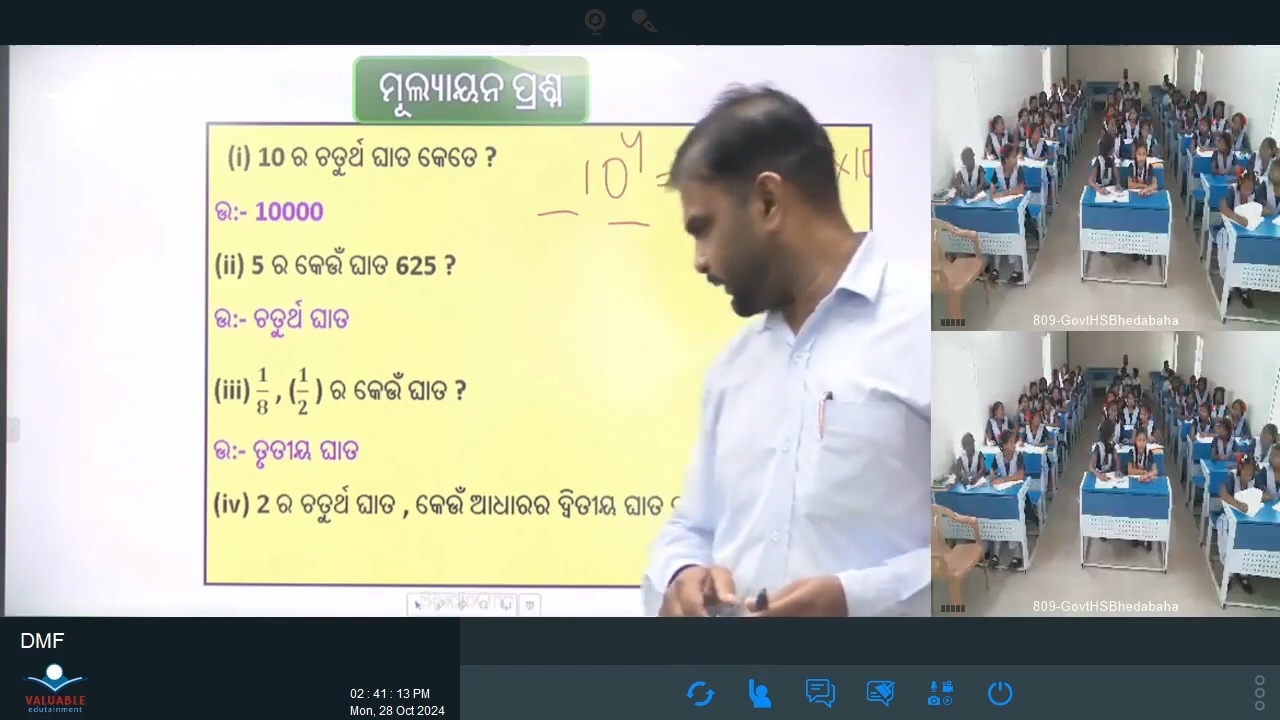 ମୂଲ୍ୟାୟନ ପ୍ରଶ୍ନ
(i) 10 ର ଚତୁର୍ଥ ଘାତ କେତେ ?
10⁴ = ×10
ଉ:- 10000
(ii) 5 ର କେଉଁ ଘାତ 625 ?
ଉ:- ଚତୁର୍ଥ ଘାତ
(iii) 1/8 , (1/2) ର କେଉଁ ଘାତ ?
ଉ:- ତୃତୀୟ ଘାତ
(iv) 2 ର ଚତୁର୍ଥ ଘାତ , କେଉଁ ଆଧାରର ଦ୍ୱିତୀୟ ଘାତ
809-GovtHSBhedabaha
809-GovtHSBhedabaha
DMF
VALUABLE
edutainment
02 : 41 : 13 PM
Mon, 28 Oct 2024